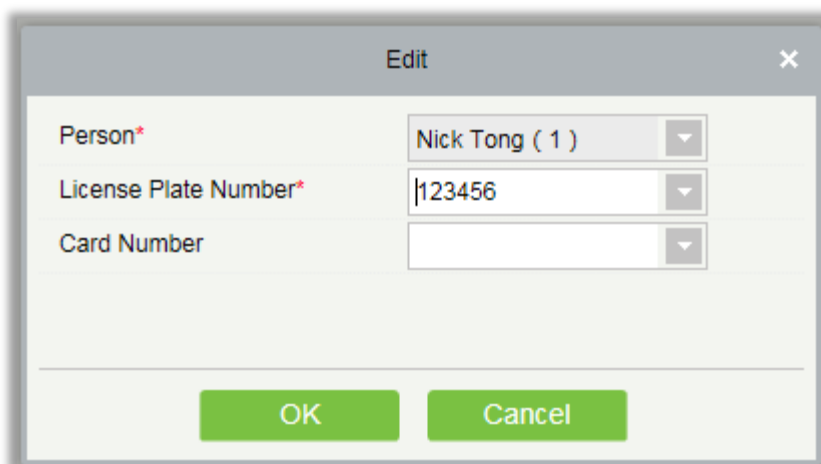 Edit
Person*
Nick Tong ( 1 )
License Plate Number*
123456
Card Number
OK
Cancel